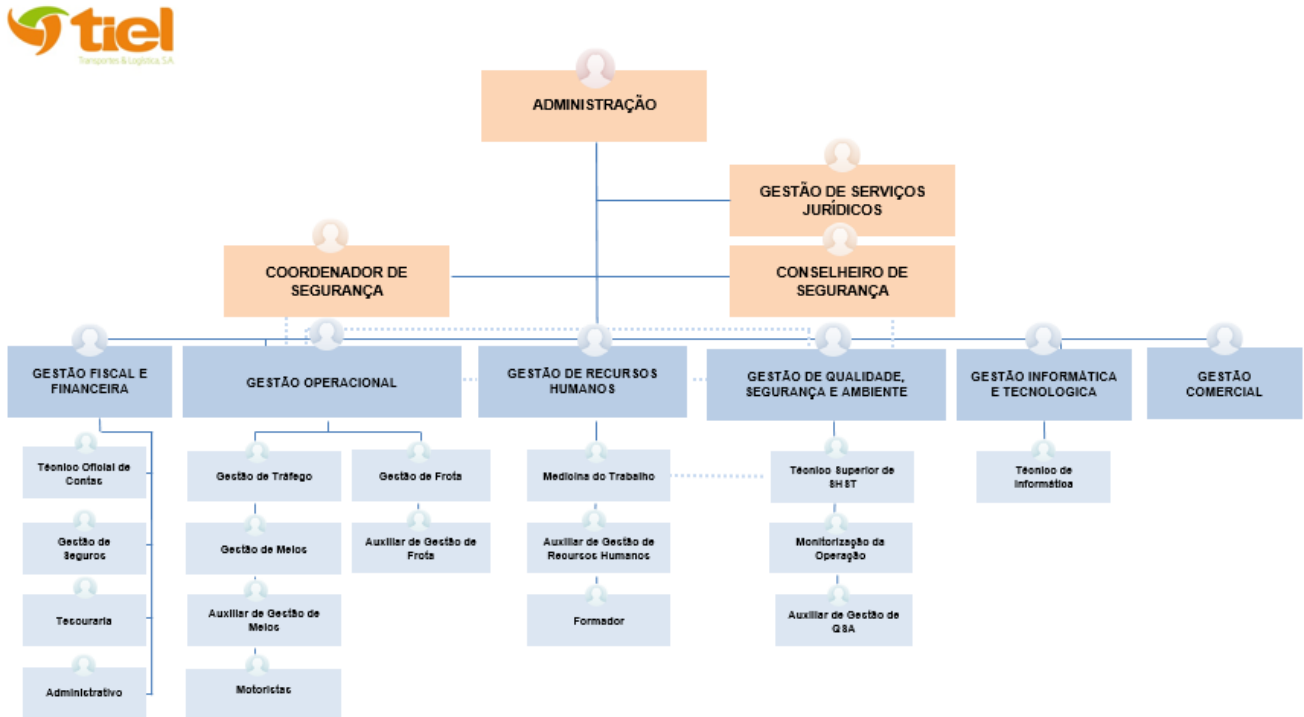 tiel
Transportes & Logística, S.A
ADMINISTRAÇÃO
GESTÃO DE SERVIÇOS
JURÍDICOS
COORDENADOR DE
SEGURANÇA
CONSELHEIRO DE
SEGURANÇA
GESTÃO FISCAL E
FINANCEIRA
GESTÃO OPERACIONAL
GESTÃO DE RECURSOS
HUMANOS
GESTÃO DE QUALIDADE,
SEGURANÇA E AMBIENTE
GESTÃO INFORMÁTICA
E TECNOLOGICA
GESTÃO
COMERCIAL
Técnico Oficial de
Contas
Gestão de
Seguros
Tesouraria
Administrativo
Gestão de Tráfego
Gestão de Meios
Auxiliar de Gestão de
Meios
Motoristas
Gestão de Frota
Auxiliar de Gestão de
Frota
Medicina do Trabalho
Auxiliar de Gestão de
Recursos Humanos
Formador
Técnico Superior de
SHST
Monitorização da
Operação
Auxiliar de Gestão de
QSA
Técnico de
Informática